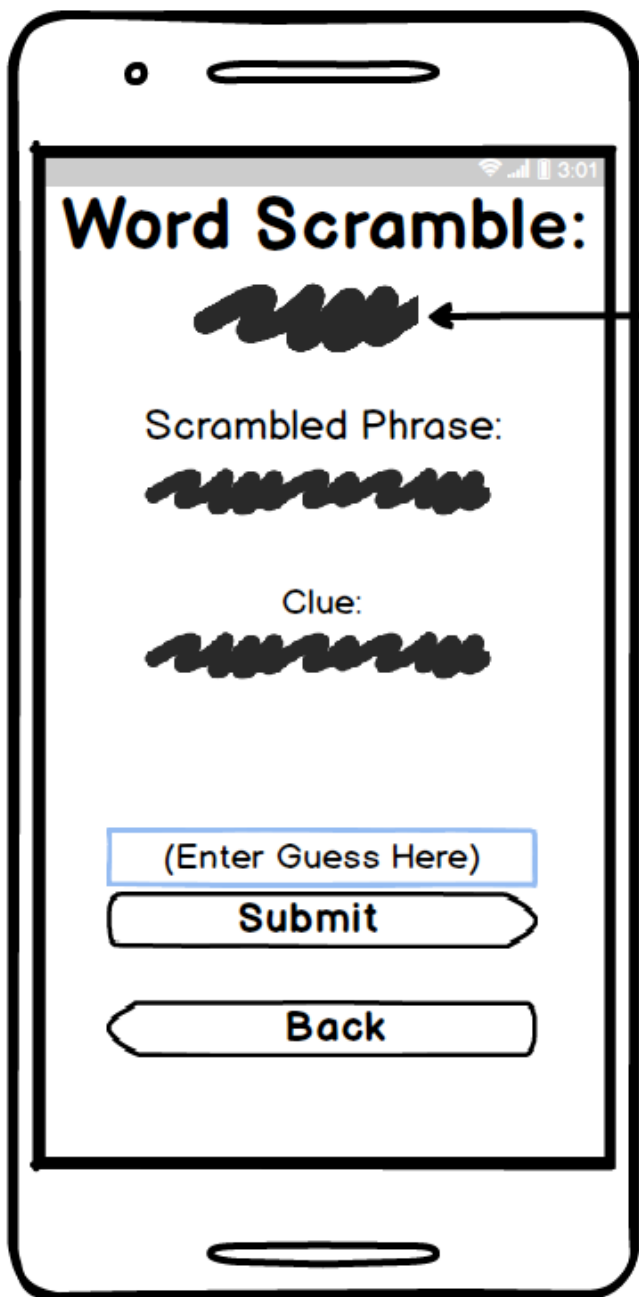 3:01
Word Scramble:
Scrambled Phrase:
Clue:
(Enter Guess Here)
Submit
Back